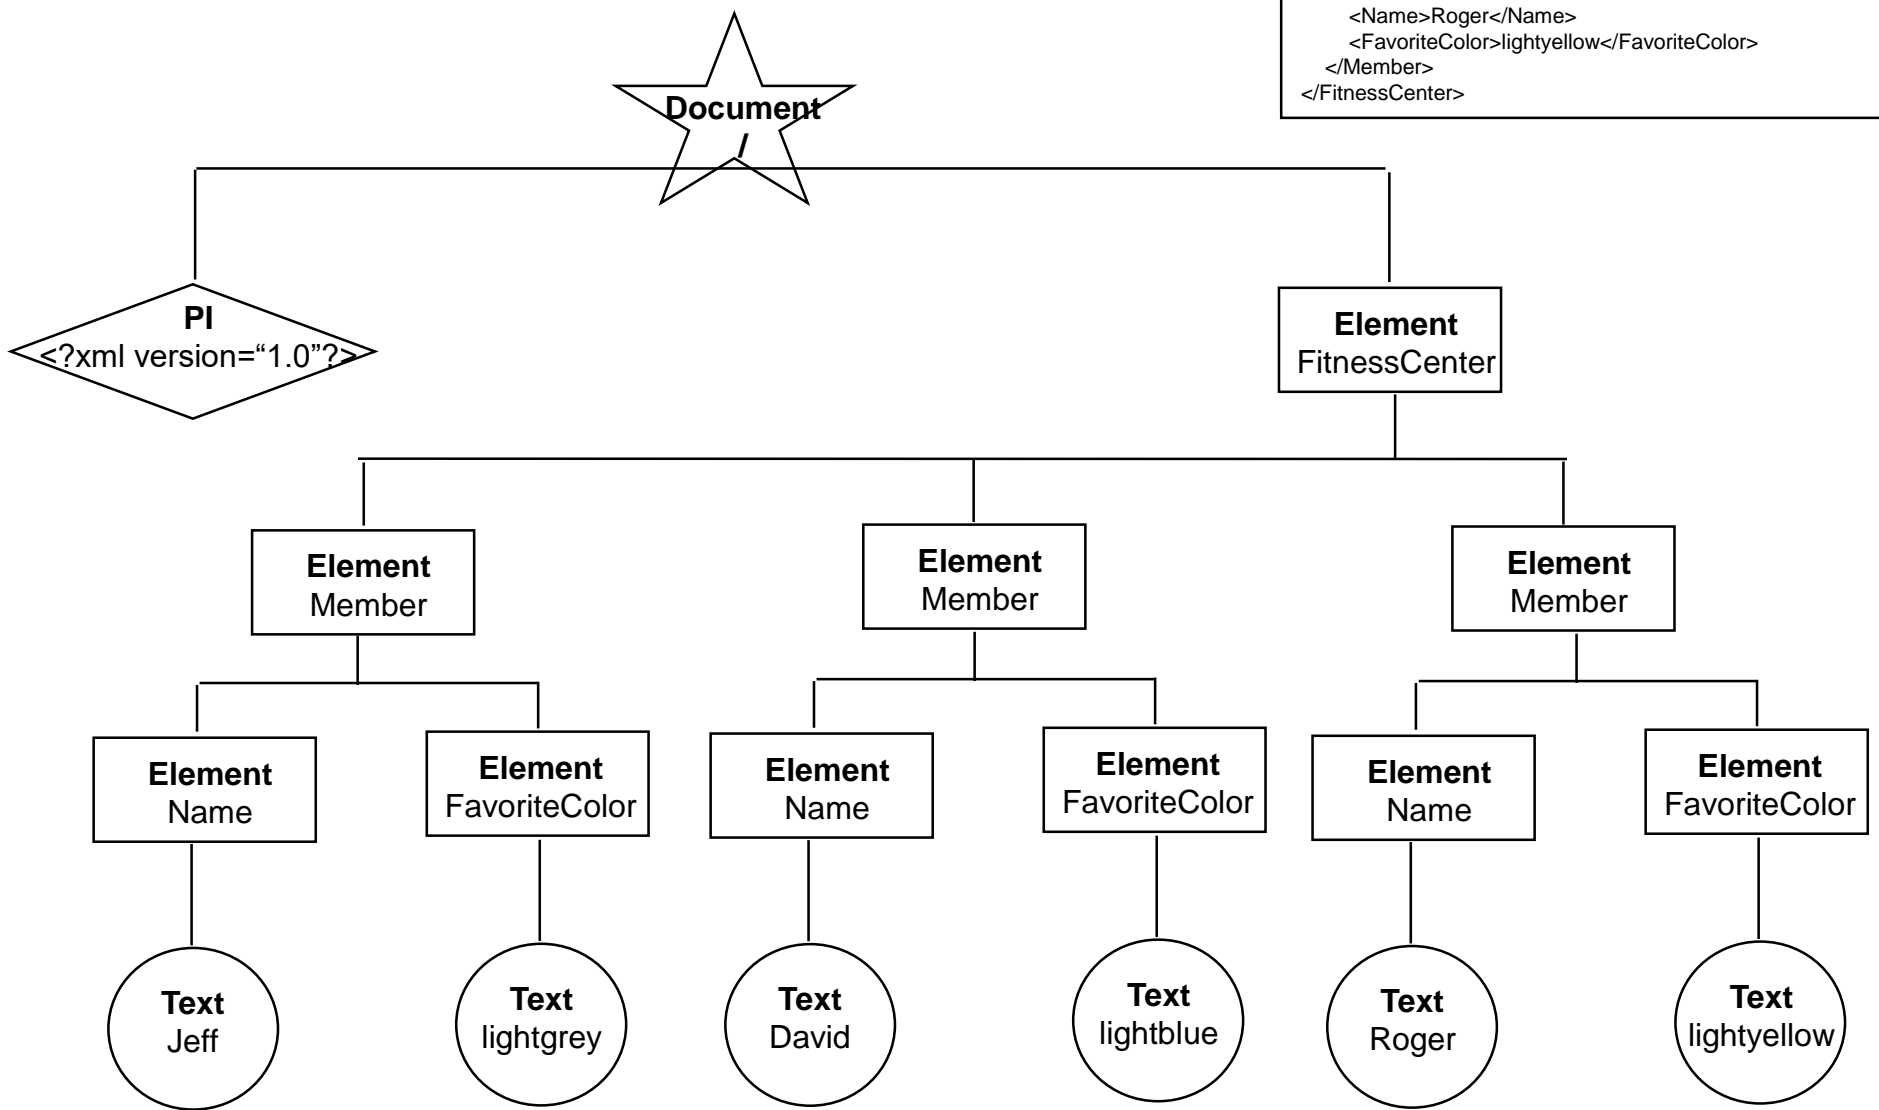 <Name>Roger</Name>
<FavoriteColor>lightyellow</FavoriteColor>
</Member>
</FitnessCenter>
Document
/
PI
<?xml version=“1.0”?>
Element
FitnessCenter
Element
Member
Element
Member
Element
Member
Element
Name
Element
FavoriteColor
Element
Name
Element
FavoriteColor
Element
Name
Element
FavoriteColor
Text
Jeff
Text
lightgrey
Text
David
Text
lightblue
Text
Roger
Text
lightyellow